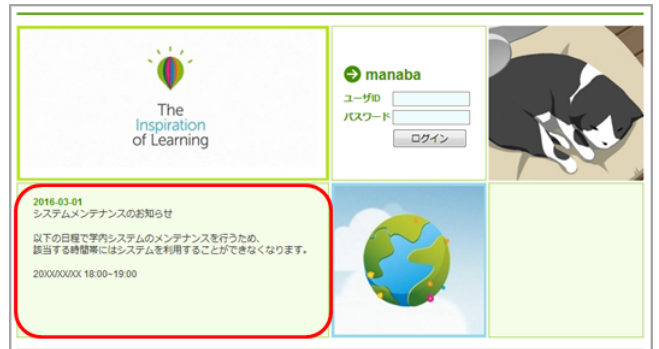 The
Inspiration
of Learning
manaba
ユーザID
パスワード
ログイン
2016-03-01
システムメンテナンスのお知らせ
以下の日程で学内システムのメンテナンスを行うため、
該当する時間帯にはシステムを利用することができなくなります。
20XX/XX/XX 18:00~19:00